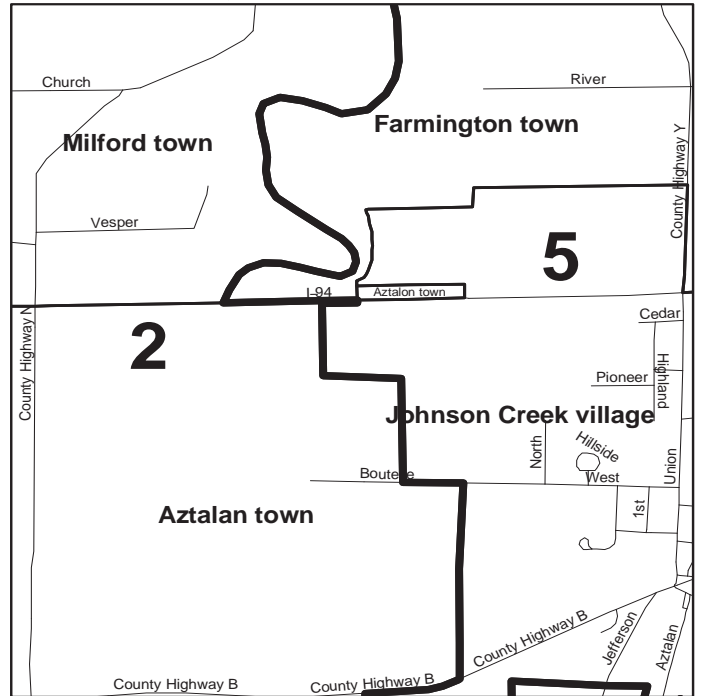 Church
River
Farmington town
Milford town
County Highway Y
Vesper
5
I-94
Aztalon town
2
County Highway N
Cedar
Highland
Pioneer
Johnson Creek village
North
Hillside
Union
West
1st
Aztalan town
County Highway B
Jefferson
Aztalan
County Highway B
County Highway B